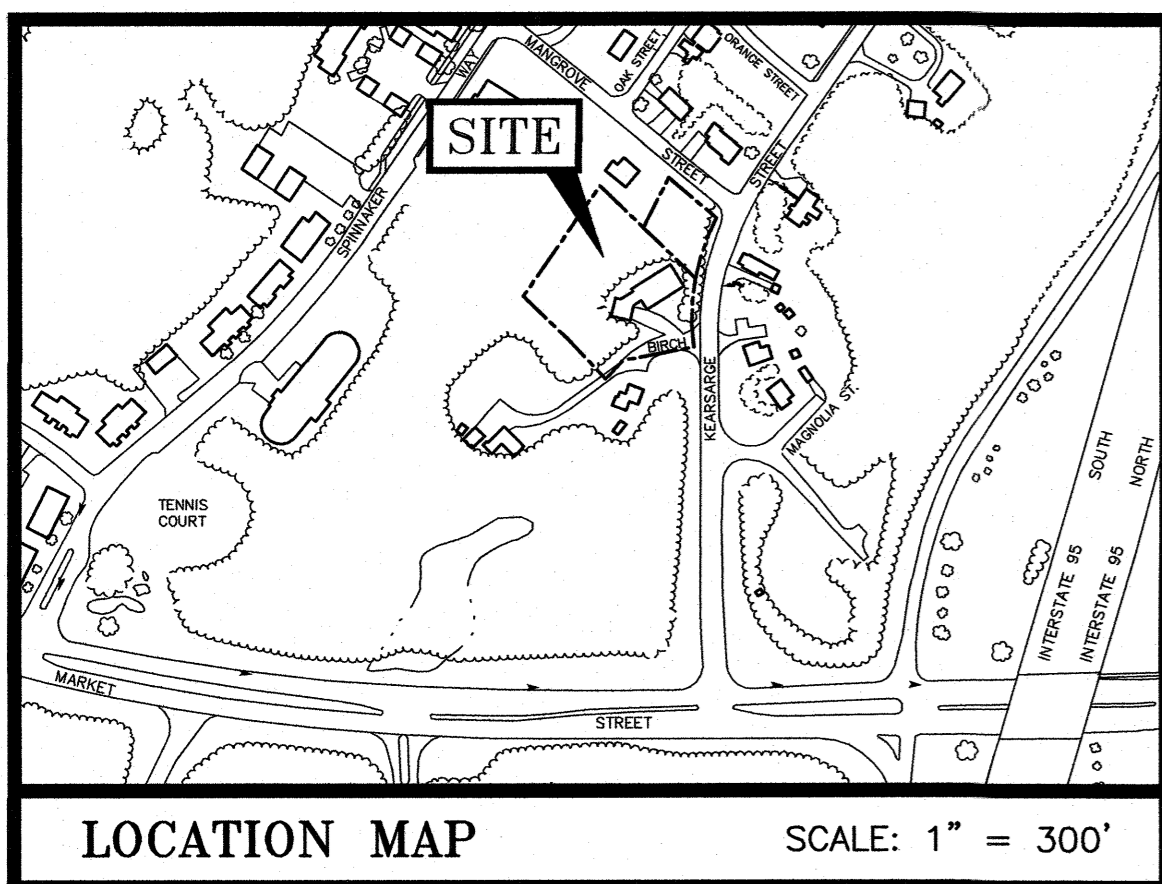 MANGROVE
STREET
OAK STREET
ORANGE STREET
WAY
SPINNAKER
STREET
SITE
BIRCH
KEARSARGE
MAGNOLIA ST.
TENNIS
COURT
SOUTH
NORTH
INTERSTATE 95
INTERSTATE 95
MARKET
STREET
LOCATION MAP
SCALE: 1" = 300'